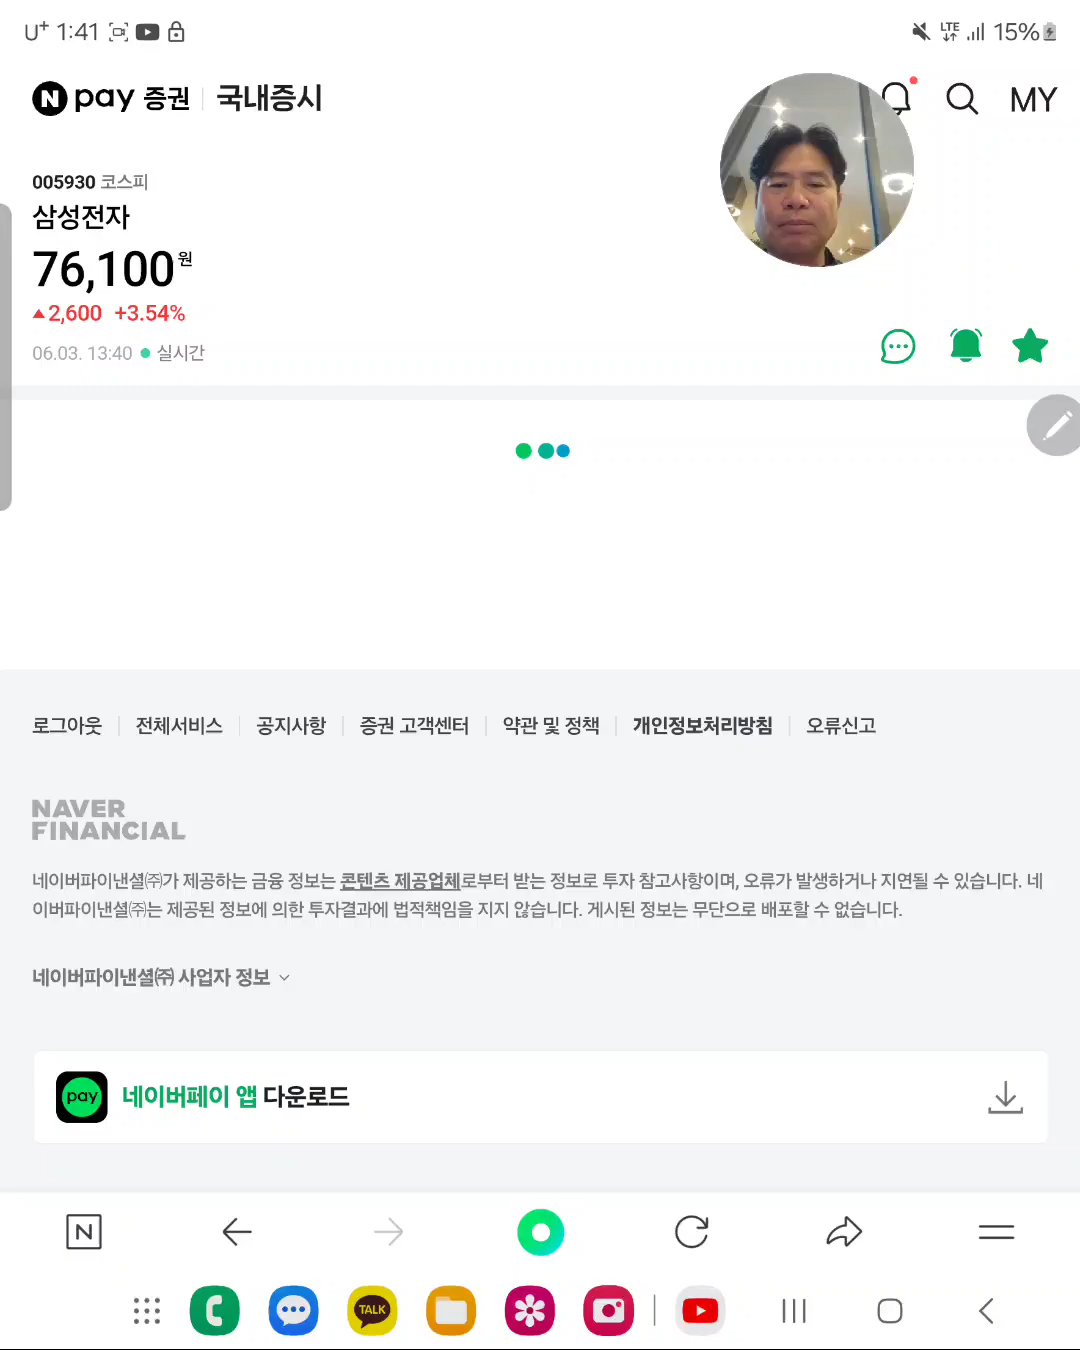 U⁺ 1:41 LTE 15%
N pay 증권 국내증시 MY
005930 코스피
삼성전자
76,100원
▲2,600 +3.54%
06.03. 13:40 ● 실시간
로그아웃 전체서비스 공지사항 증권 고객센터 약관 및 정책 개인정보처리방침 오류신고
NAVER
FINANCIAL
네이버파이낸셜㈜가 제공하는 금융 정보는 콘텐츠 제공업체로부터 받는 정보로 투자 참고사항이며, 오류가 발생하거나 지연될 수 있습니다. 네
이버파이낸셜㈜는 제공된 정보에 의한 투자결과에 법적책임을 지지 않습니다. 게시된 정보는 무단으로 배포할 수 없습니다.
네이버파이낸셜㈜ 사업자 정보
pay 네이버페이 앱 다운로드
N
TALK